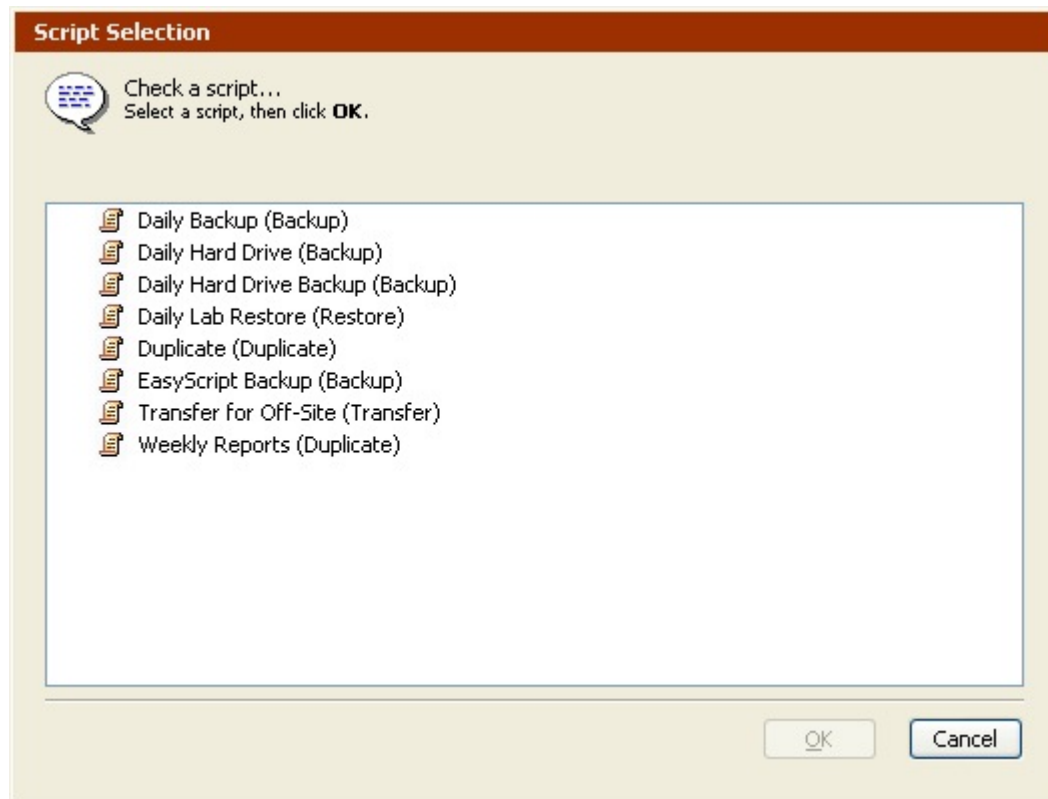 Script Selection
Check a script...
Select a script, then click OK.
Daily Backup (Backup)
Daily Hard Drive (Backup)
Daily Hard Drive Backup (Backup)
Daily Lab Restore (Restore)
Duplicate (Duplicate)
EasyScript Backup (Backup)
Transfer for Off-Site (Transfer)
Weekly Reports (Duplicate)
OK Cancel